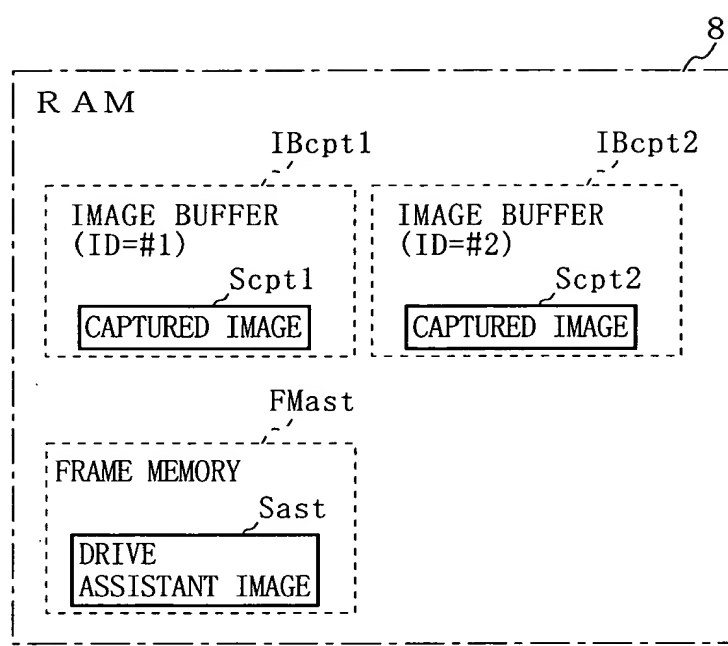 8
RAM
IBcpt1
IBcpt2
IMAGE BUFFER
(ID=#1)
Scpt1
CAPTURED IMAGE
IMAGE BUFFER
(ID=#2)
Scpt2
CAPTURED IMAGE
FMast
FRAME MEMORY
Sast
DRIVE
ASSISTANT IMAGE